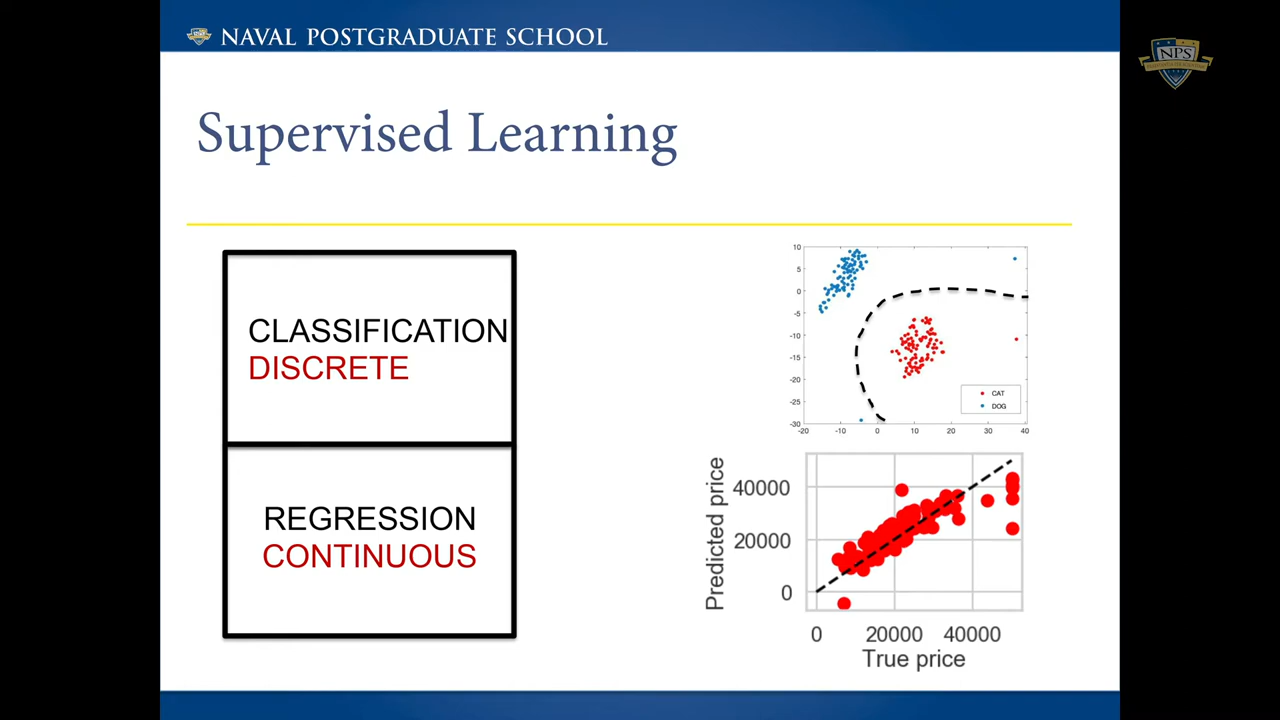 NAVAL POSTGRADUATE SCHOOL
NPS
Supervised Learning
CLASSIFICATION
DISCRETE
REGRESSION
CONTINUOUS
10
5
0
-5
-10
-15
-20
-25
-30
-20
-10
0
10
20
30
40
CAT
DOG
Predicted price
40000
20000
0
0
20000
40000
True price